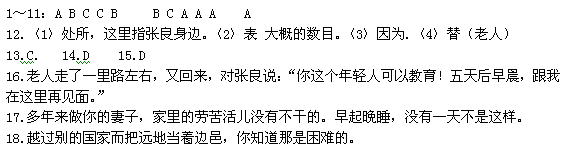 1～11：A B C C B   B C A A A   A
12.〈1〉处所，这里指张良身边。〈2〉表 大概的数目。〈3〉因为.〈4〉替（老人）
13.C.   14.D   15.D
16.老人走了一里路左右，又回来，对张良说：“你这个年轻人可以教育！五天后早晨，跟我
在这里再见面。”
17.多年来做你的妻子，家里的劳苦活儿没有不干的。早起晚睡，没有一天不是这样。
18.越过别的国家而把远地当着边邑，你知道那是困难的。